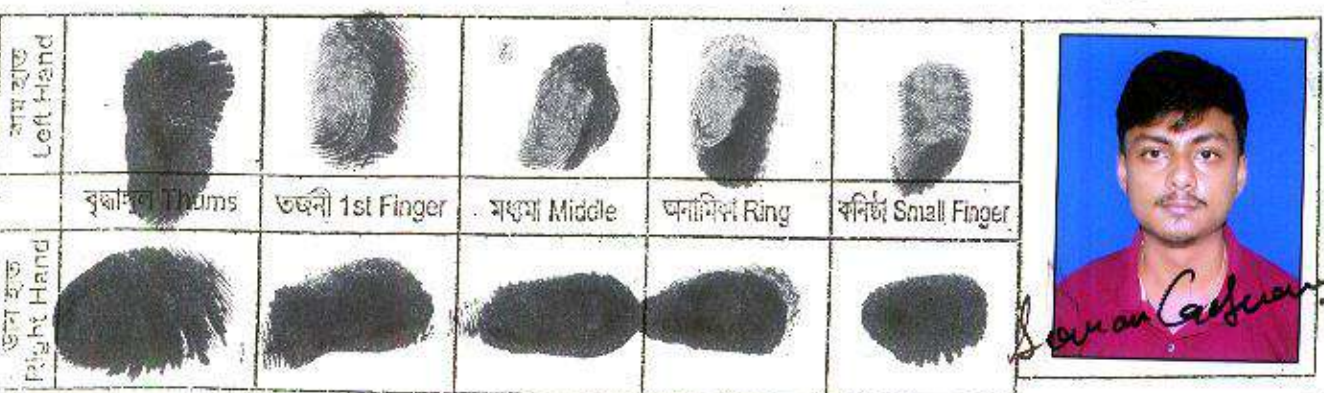 বাম হাত
Left Hand
বৃদ্ধাঙ্গুল Thums
তর্জনী 1st Finger
মধ্যমা Middle
অনামিকা Ring
কনিষ্ঠা Small Finger
ডান হাত
Right Hand